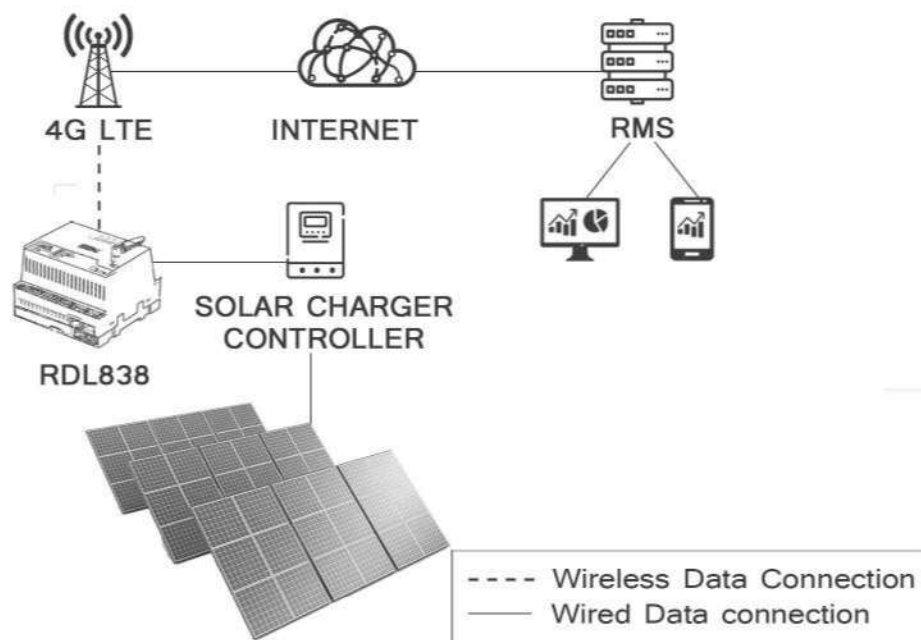 4G LTE
INTERNET
RMS
SOLAR CHARGER
CONTROLLER
RDL838
Wireless Data Connection
Wired Data connection